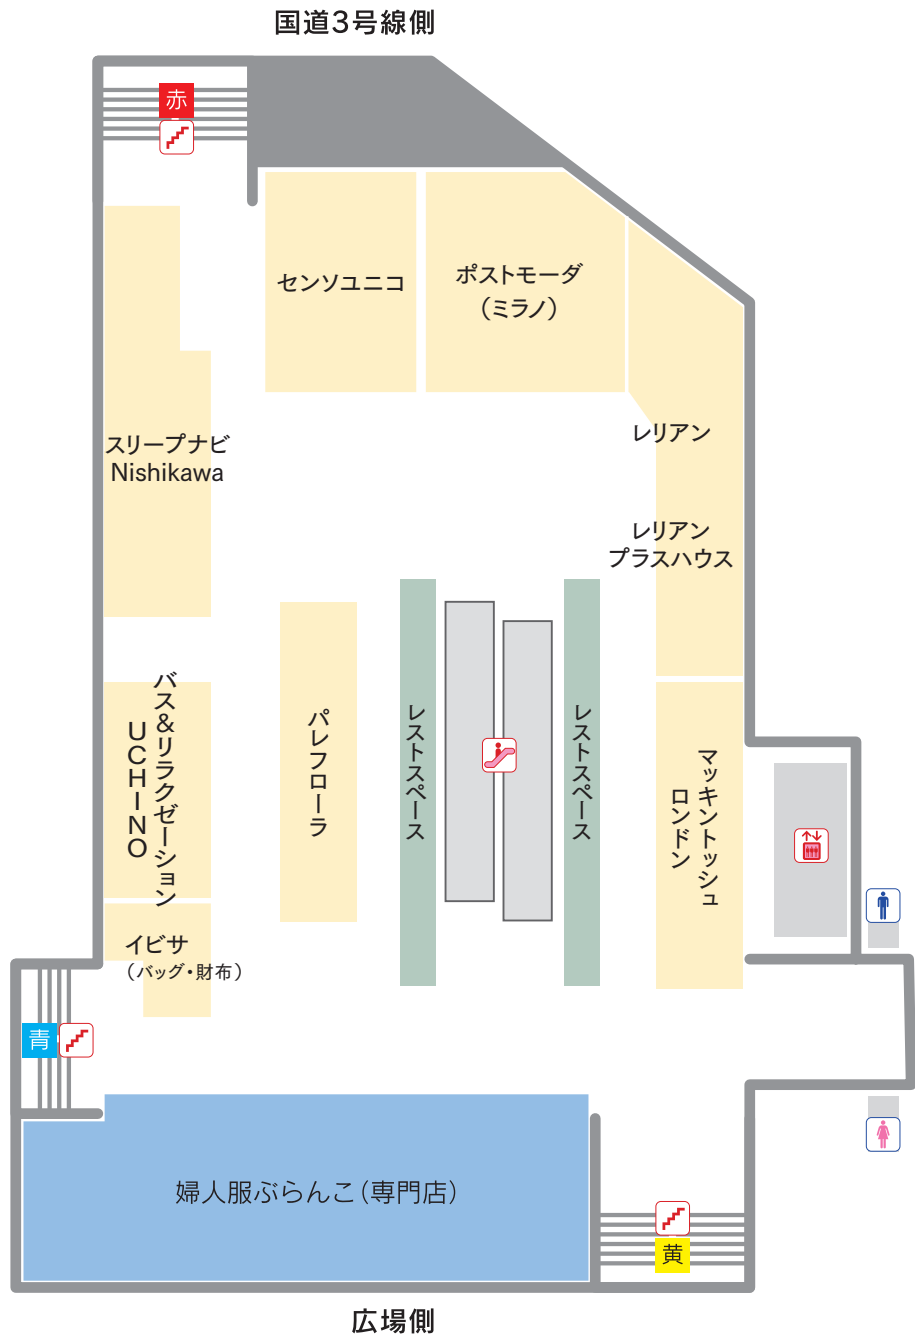 国道3号線側
赤
センソユニコ
ポストモーダ
（ミラノ）
スリープナビ
Nishikawa
レリアン
レリアン
プラスハウス
バス＆リラクゼーション
UCHINO
パレフローラ
レストスペース
レストスペース
マッキントッシュ
ロンドン
イビサ
（バッグ・財布）
青
婦人服ぶらんこ（専門店）
黄
広場側